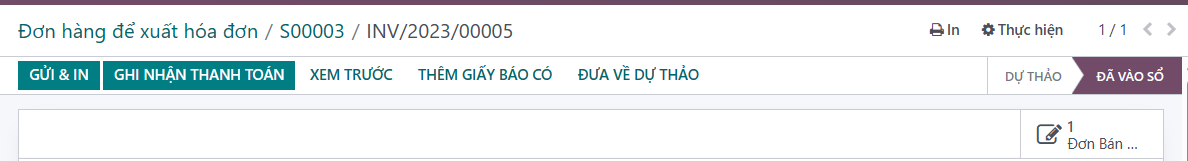 Đơn hàng để xuất hóa đơn / S00003 / INV/2023/00005
In
Thực hiện
1 / 1
GỬI & IN
GHI NHẬN THANH TOÁN
XEM TRƯỚC
THÊM GIẤY BÁO CÓ
ĐƯA VỀ DỰ THẢO
DỰ THẢO
ĐÃ VÀO SỔ
1
Đơn Bán ...